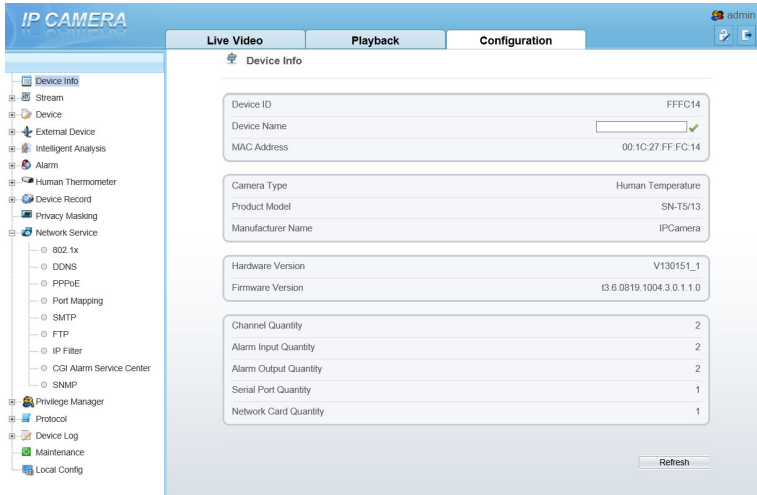 IP CAMERA
admin
Live Video Playback Configuration
Device Info
Device Info
Stream
Device
External Device
Intelligent Analysis
Alarm
Human Thermometer
Device Record
Privacy Masking
Network Service
802.1x
DDNS
PPPoE
Port Mapping
SMTP
FTP
IP Filter
CGI Alarm Service Center
SNMP
Privilege Manager
Protocol
Device Log
Maintenance
Local Config
Device ID FFFC14
Device Name
MAC Address 00:1C:27:FF:FC:14
Camera Type Human Temperature
Product Model SN-T5/13
Manufacturer Name IPCamera
Hardware Version V130151_1
Firmware Version t3.6.0819.1004.3.0.1.1.0
Channel Quantity 2
Alarm Input Quantity 2
Alarm Output Quantity 2
Serial Port Quantity 1
Network Card Quantity 1
Refresh